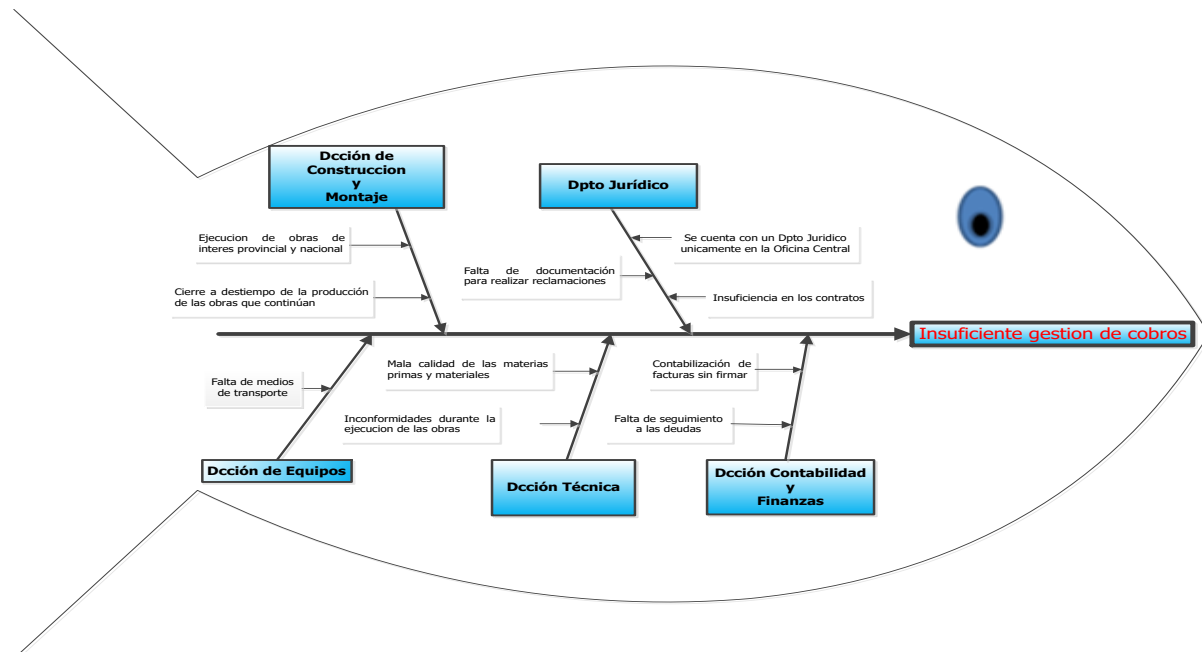 Dcción de
Construccion
y
Montaje
Dpto Jurídico
Ejecucion de obras de
interes provincial y nacional
Se cuenta con un Dpto Juridico
unicamente en la Oficina Central
Falta de documentación
para realizar reclamaciones
Cierre a destiempo de la producción
de las obras que continúan
Insuficiencia en los contratos
Insuficiente gestion de cobros
Mala calidad de las materias
primas y materiales
Contabilización de
facturas sin firmar
Falta de medios
de transporte
Inconformidades durante la
ejecucion de las obras
Falta de seguimiento
a las deudas
Dcción de Equipos
Dcción Técnica
Dcción Contabilidad
y
Finanzas